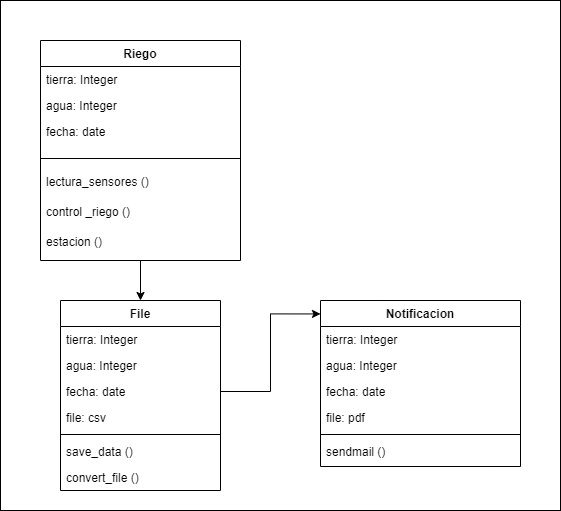 Riego
tierra: Integer
agua: Integer
fecha: date
lectura_sensores ()
control _riego ()
estacion ()
File
tierra: Integer
agua: Integer
fecha: date
file: csv
save_data ()
convert_file ()
Notificacion
tierra: Integer
agua: Integer
fecha: date
file: pdf
sendmail ()